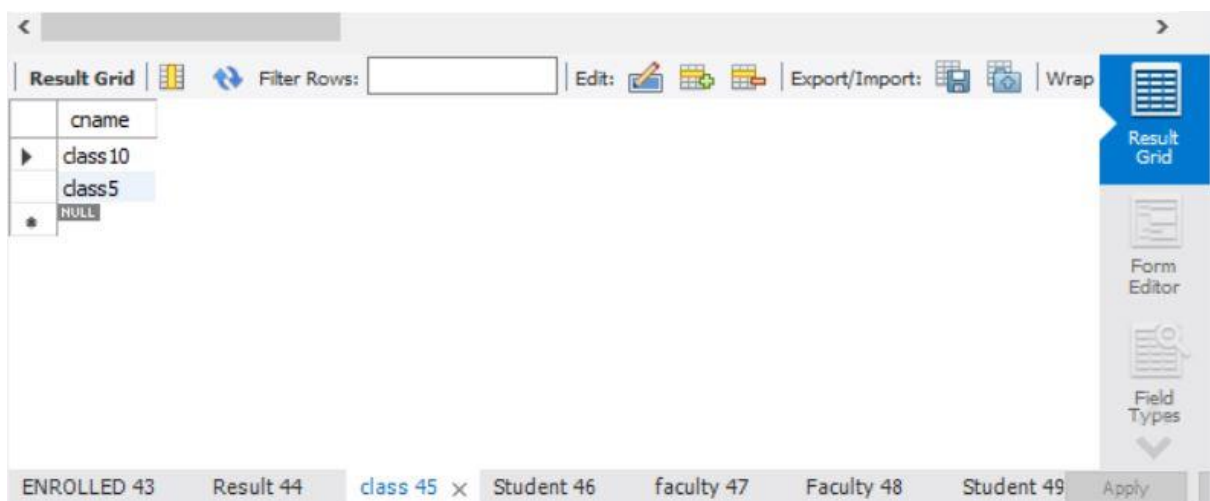 Result Grid Filter Rows: Edit: Export/Import: Wrap
cname
class10
class5
NULL
Result
Grid
Form
Editor
Field
Types
ENROLLED 43 Result 44 class 45 Student 46 faculty 47 Faculty 48 Student 49 Apply